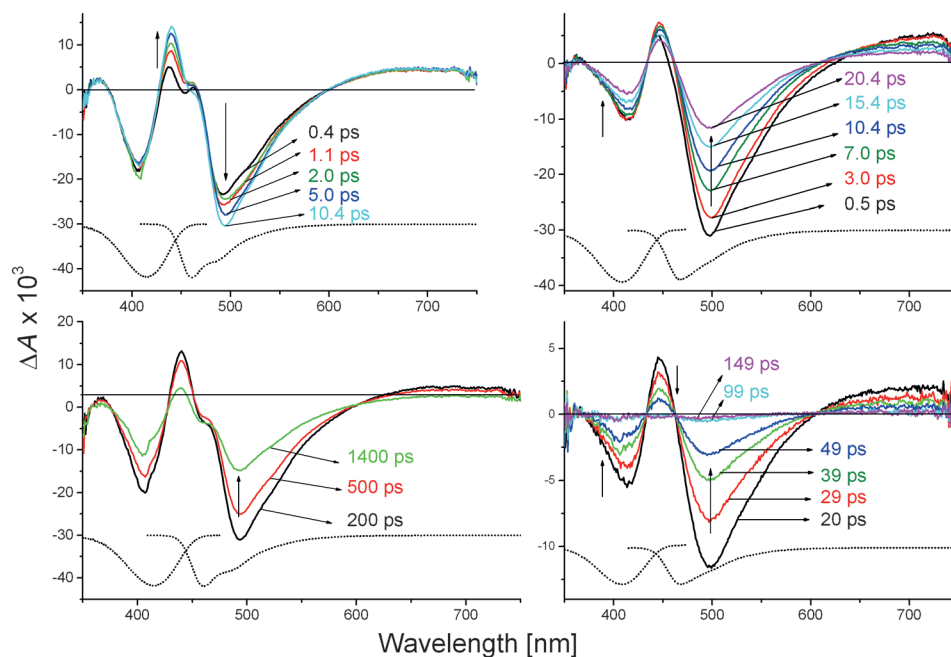 10
0
-10
-20
-30
-40
400
500
600
700
0.4 ps
1.1 ps
2.0 ps
5.0 ps
10.4 ps
10
0
-10
-20
-30
-40
400
500
600
700
20.4 ps
15.4 ps
10.4 ps
7.0 ps
3.0 ps
0.5 ps
ΔA x 10³
20
10
0
-10
-20
-30
-40
400
500
600
700
1400 ps
500 ps
200 ps
5
0
-5
-10
400
500
600
700
149 ps
99 ps
49 ps
39 ps
29 ps
20 ps
Wavelength [nm]